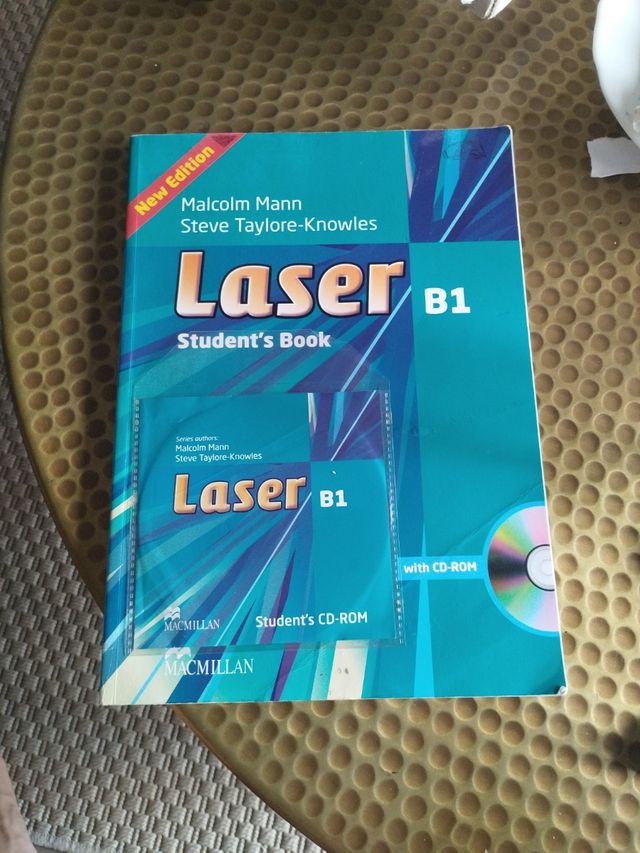 New Edition
Malcolm Mann
Steve Taylore-Knowles
Laser B1
Student's Book
Series authors:
Malcolm Mann
Steve Taylore-Knowles
Laser B1
with CD-ROM
MACMILLAN
Student's CD-ROM
MACMILLAN